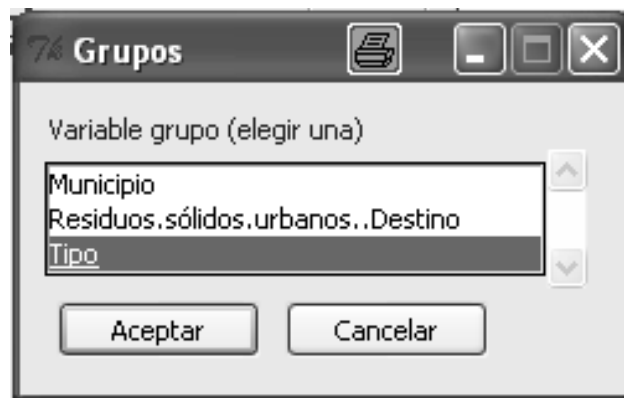 Grupos
Variable grupo (elegir una)
Municipio
Residuos.sólidos.urbanos..Destino
Tipo
Aceptar Cancelar